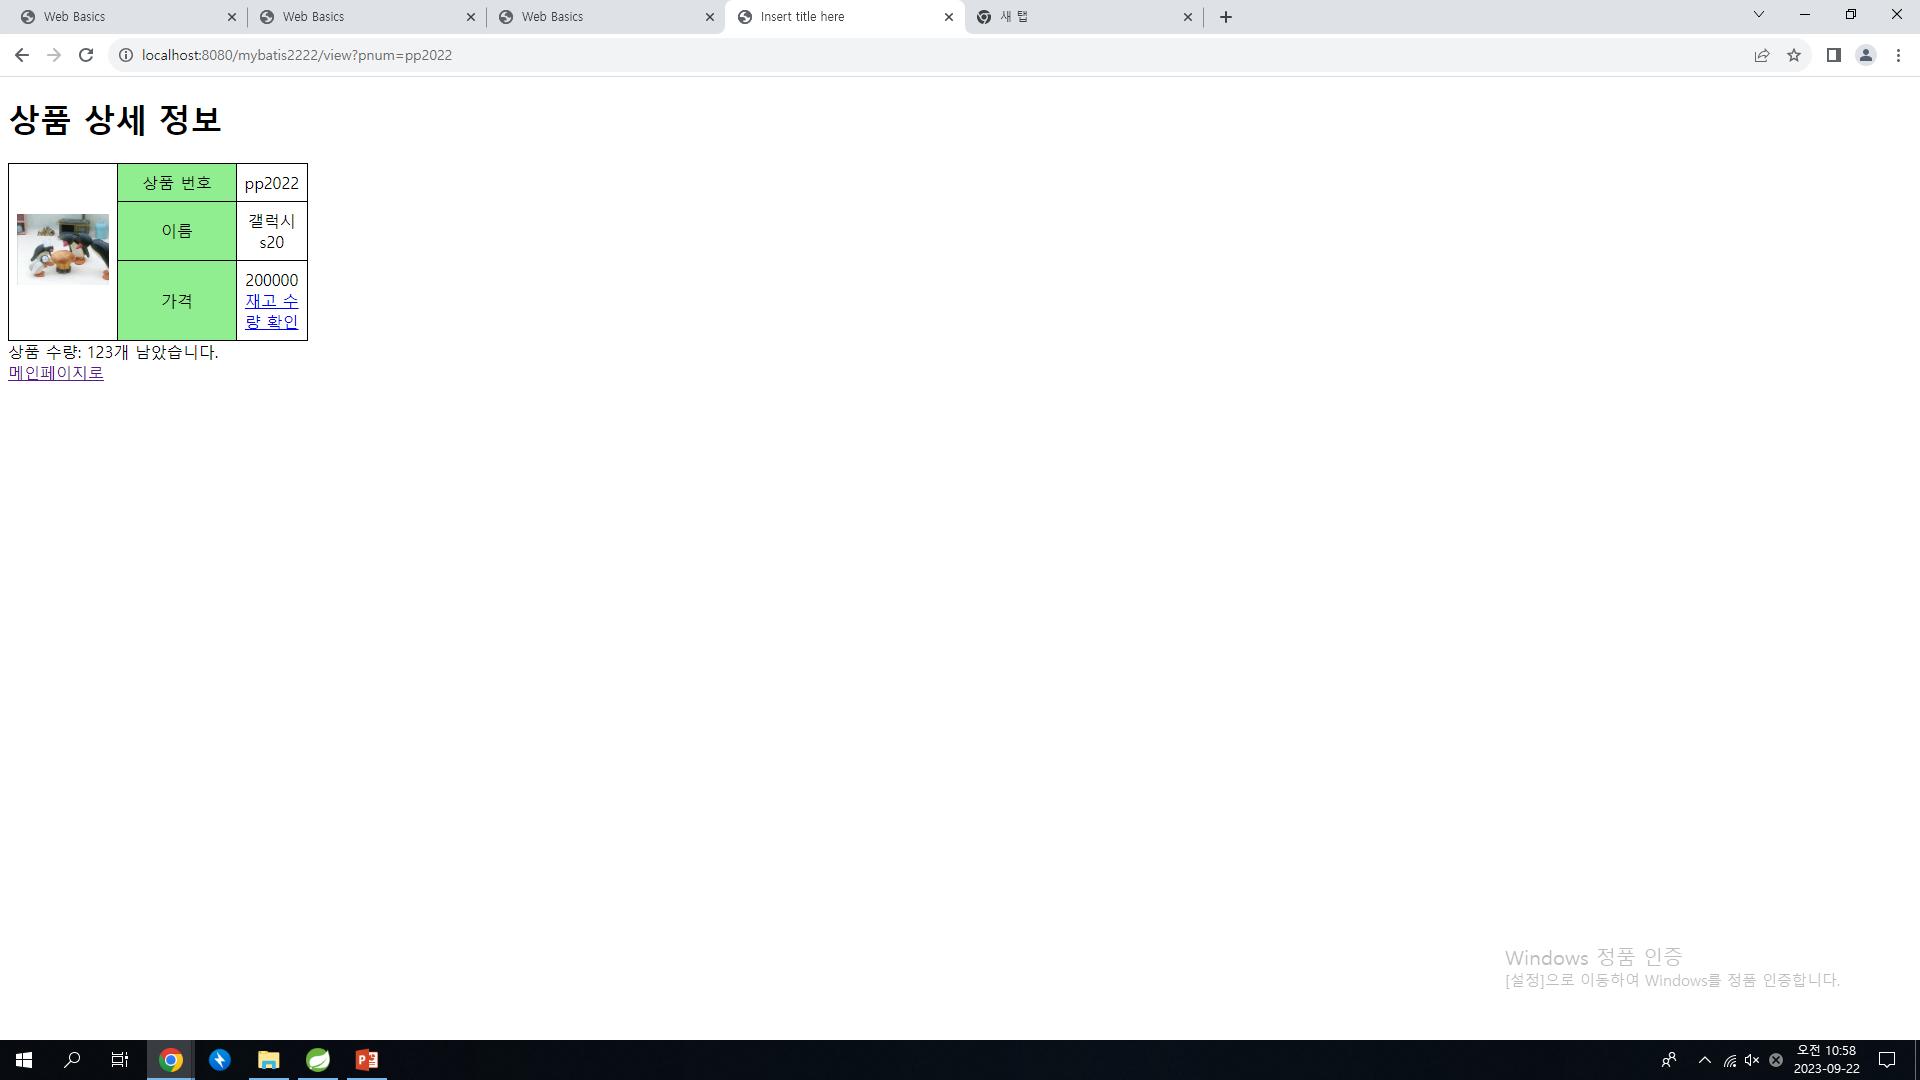 Web Basics
Web Basics
Web Basics
Insert title here
새 탭
localhost:8080/mybatis2222/view?pnum=pp2022
상품 상세 정보
상품 번호
pp2022
이름
갤럭시
s20
가격
200000
재고 수
량 확인
상품 수량: 123개 남았습니다.
메인페이지로
Windows 정품 인증
[설정]으로 이동하여 Windows를 정품 인증합니다.
오전 10:58
2023-09-22